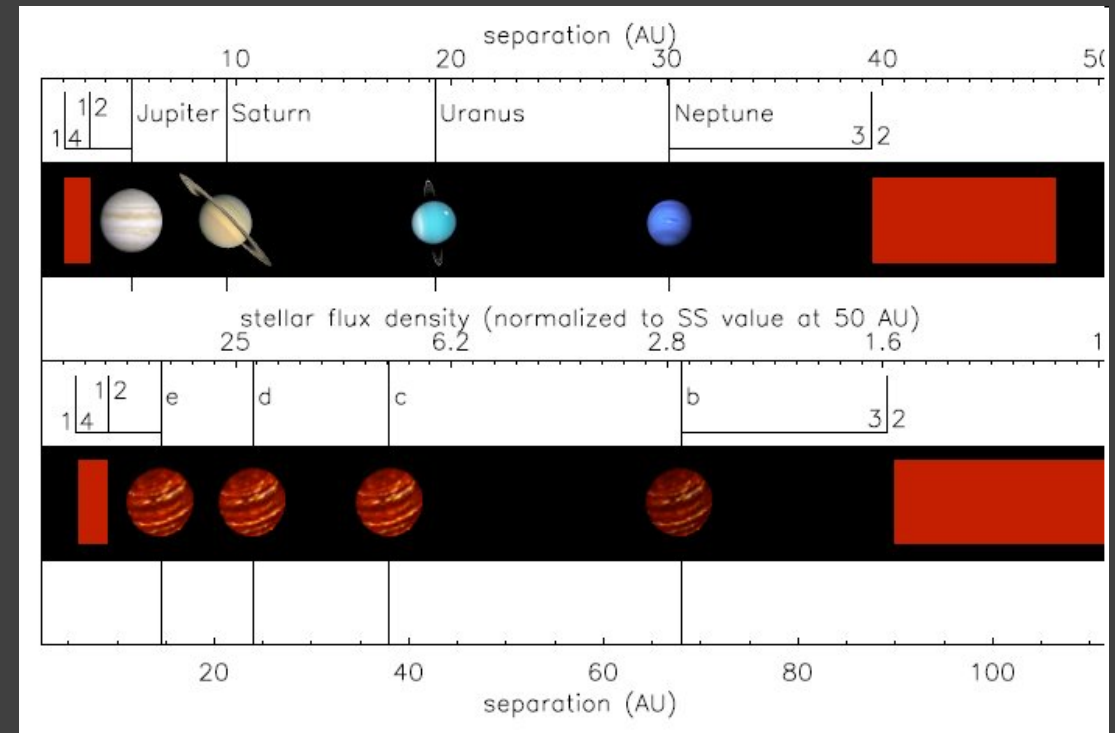 separation (AU)
10 20 30 40 50
1 2 Jupiter Saturn Uranus Neptune
1 4 3 2
stellar flux density (normalized to SS value at 50 AU)
25 6.2 2.8 1.6 1
1 2 e d c b
1 4 3 2
20 40 60 80 100
separation (AU)